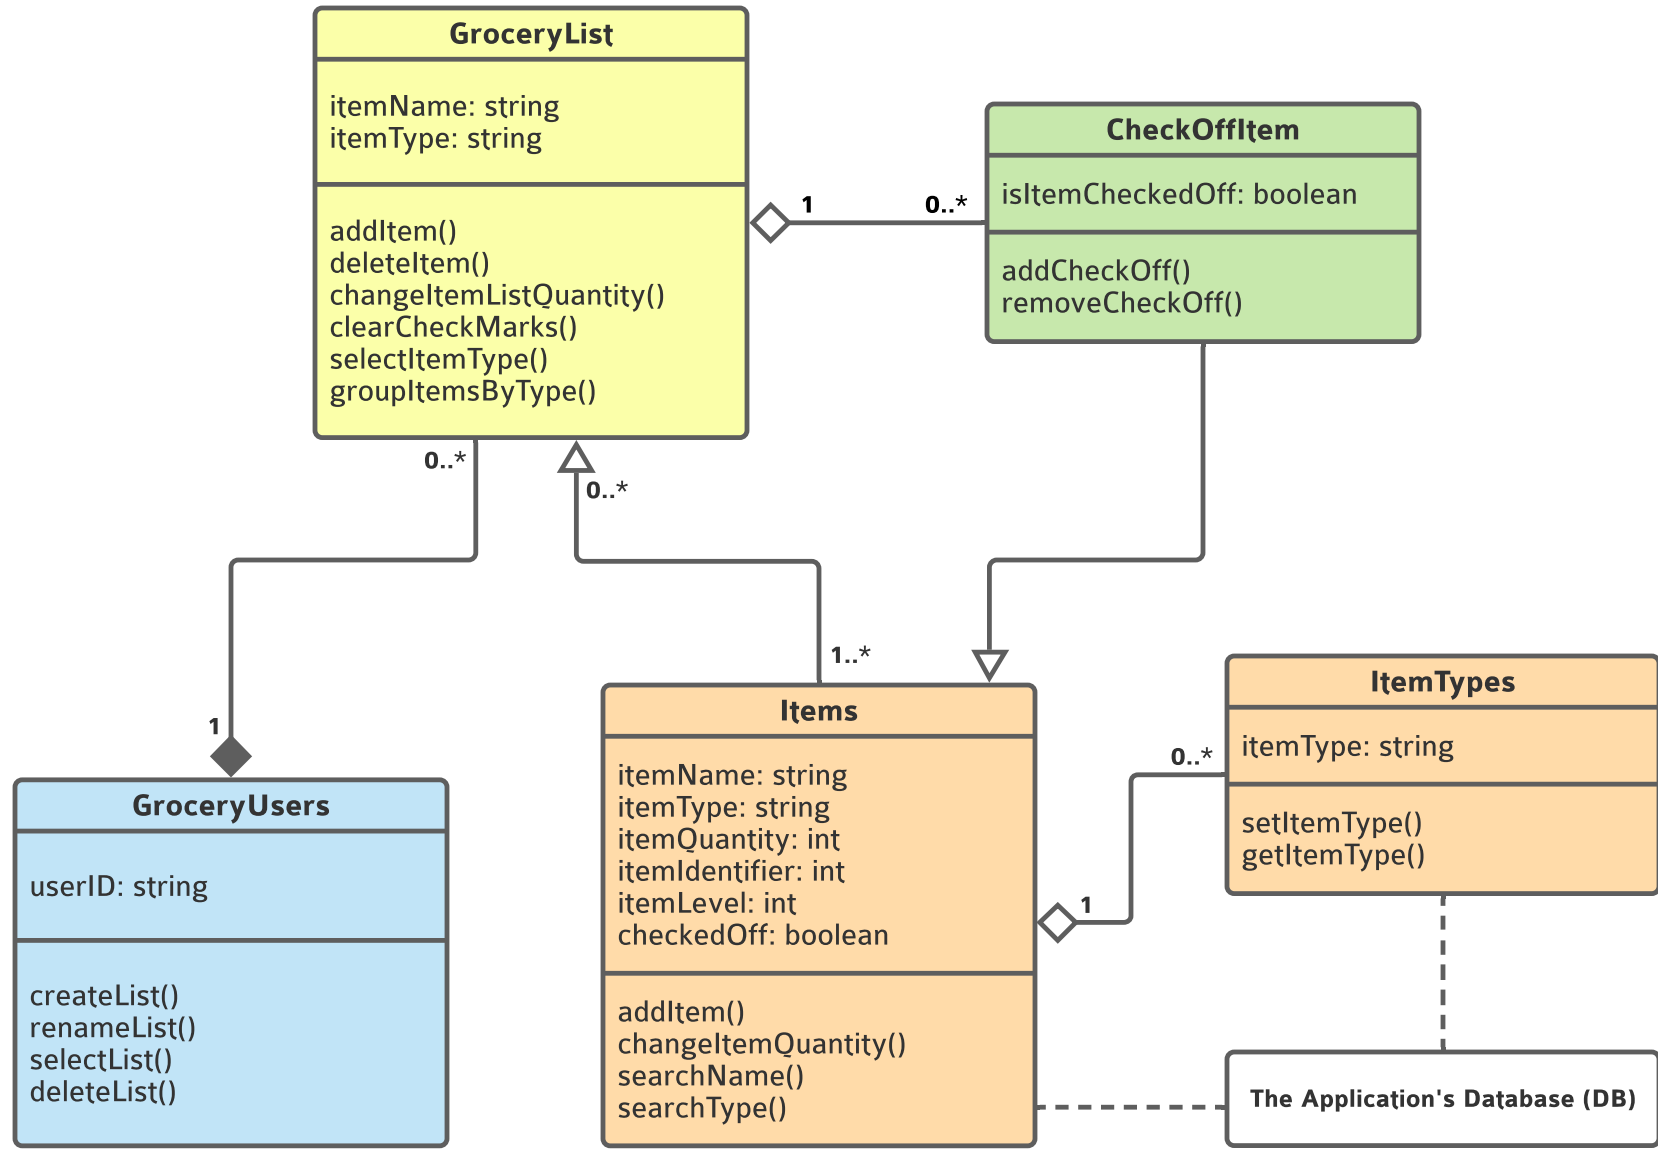 GroceryList
itemName: string
itemType: string
addItem()
deleteItem()
changeItemListQuantity()
clearCheckMarks()
selectItemType()
groupItemsByType()
1
0..*
CheckOffItem
isItemCheckedOff: boolean
addCheckOff()
removeCheckOff()
0..*
0..*
1
1..*
GroceryUsers
userID: string
createList()
renameList()
selectList()
deleteList()
Items
itemName: string
itemType: string
itemQuantity: int
itemIdentifier: int
itemLevel: int
checkedOff: boolean
addItem()
changeItemQuantity()
searchName()
searchType()
1
0..*
ItemTypes
itemType: string
setItemType()
getItemType()
The Application's Database (DB)